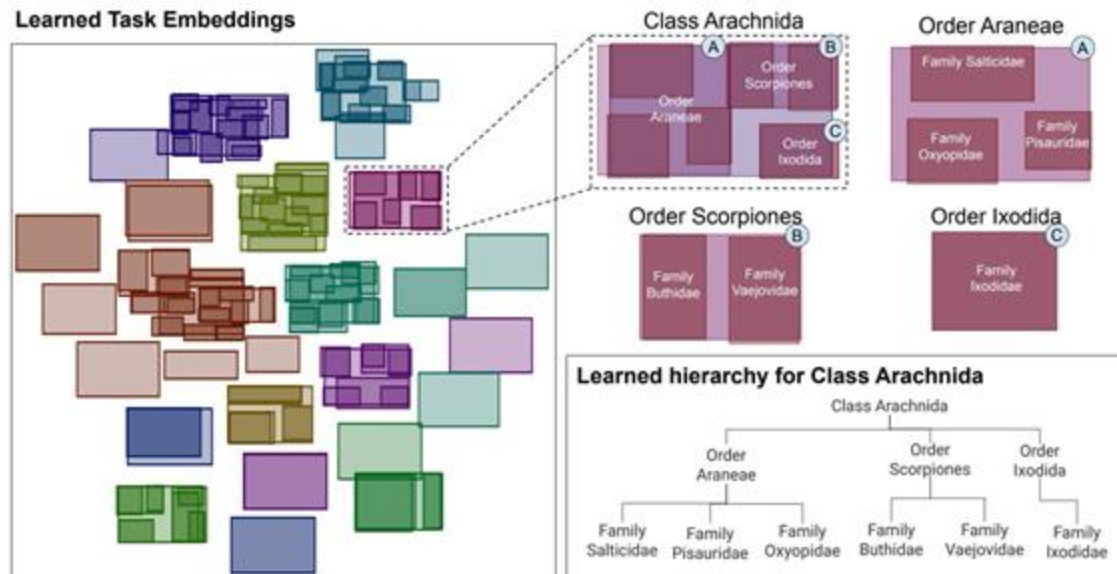 Learned Task Embeddings
Class Arachnida
A
B
Order
Scorpiones
Order
Araneae
C
Order
Ixodida
Order Araneae
A
Family Salticidae
Family
Oxyopidae
Family
Pisauridae
Order Scorpiones
B
Family
Buthidae
Family
Vaejovidae
Order Ixodida
C
Family
Ixodidae
Learned hierarchy for Class Arachnida
Class Arachnida
Order
Araneae
Order
Scorpiones
Order
Ixodida
Family
Salticidae
Family
Pisauridae
Family
Oxyopidae
Family
Buthidae
Family
Vaejovidae
Family
Ixodidae